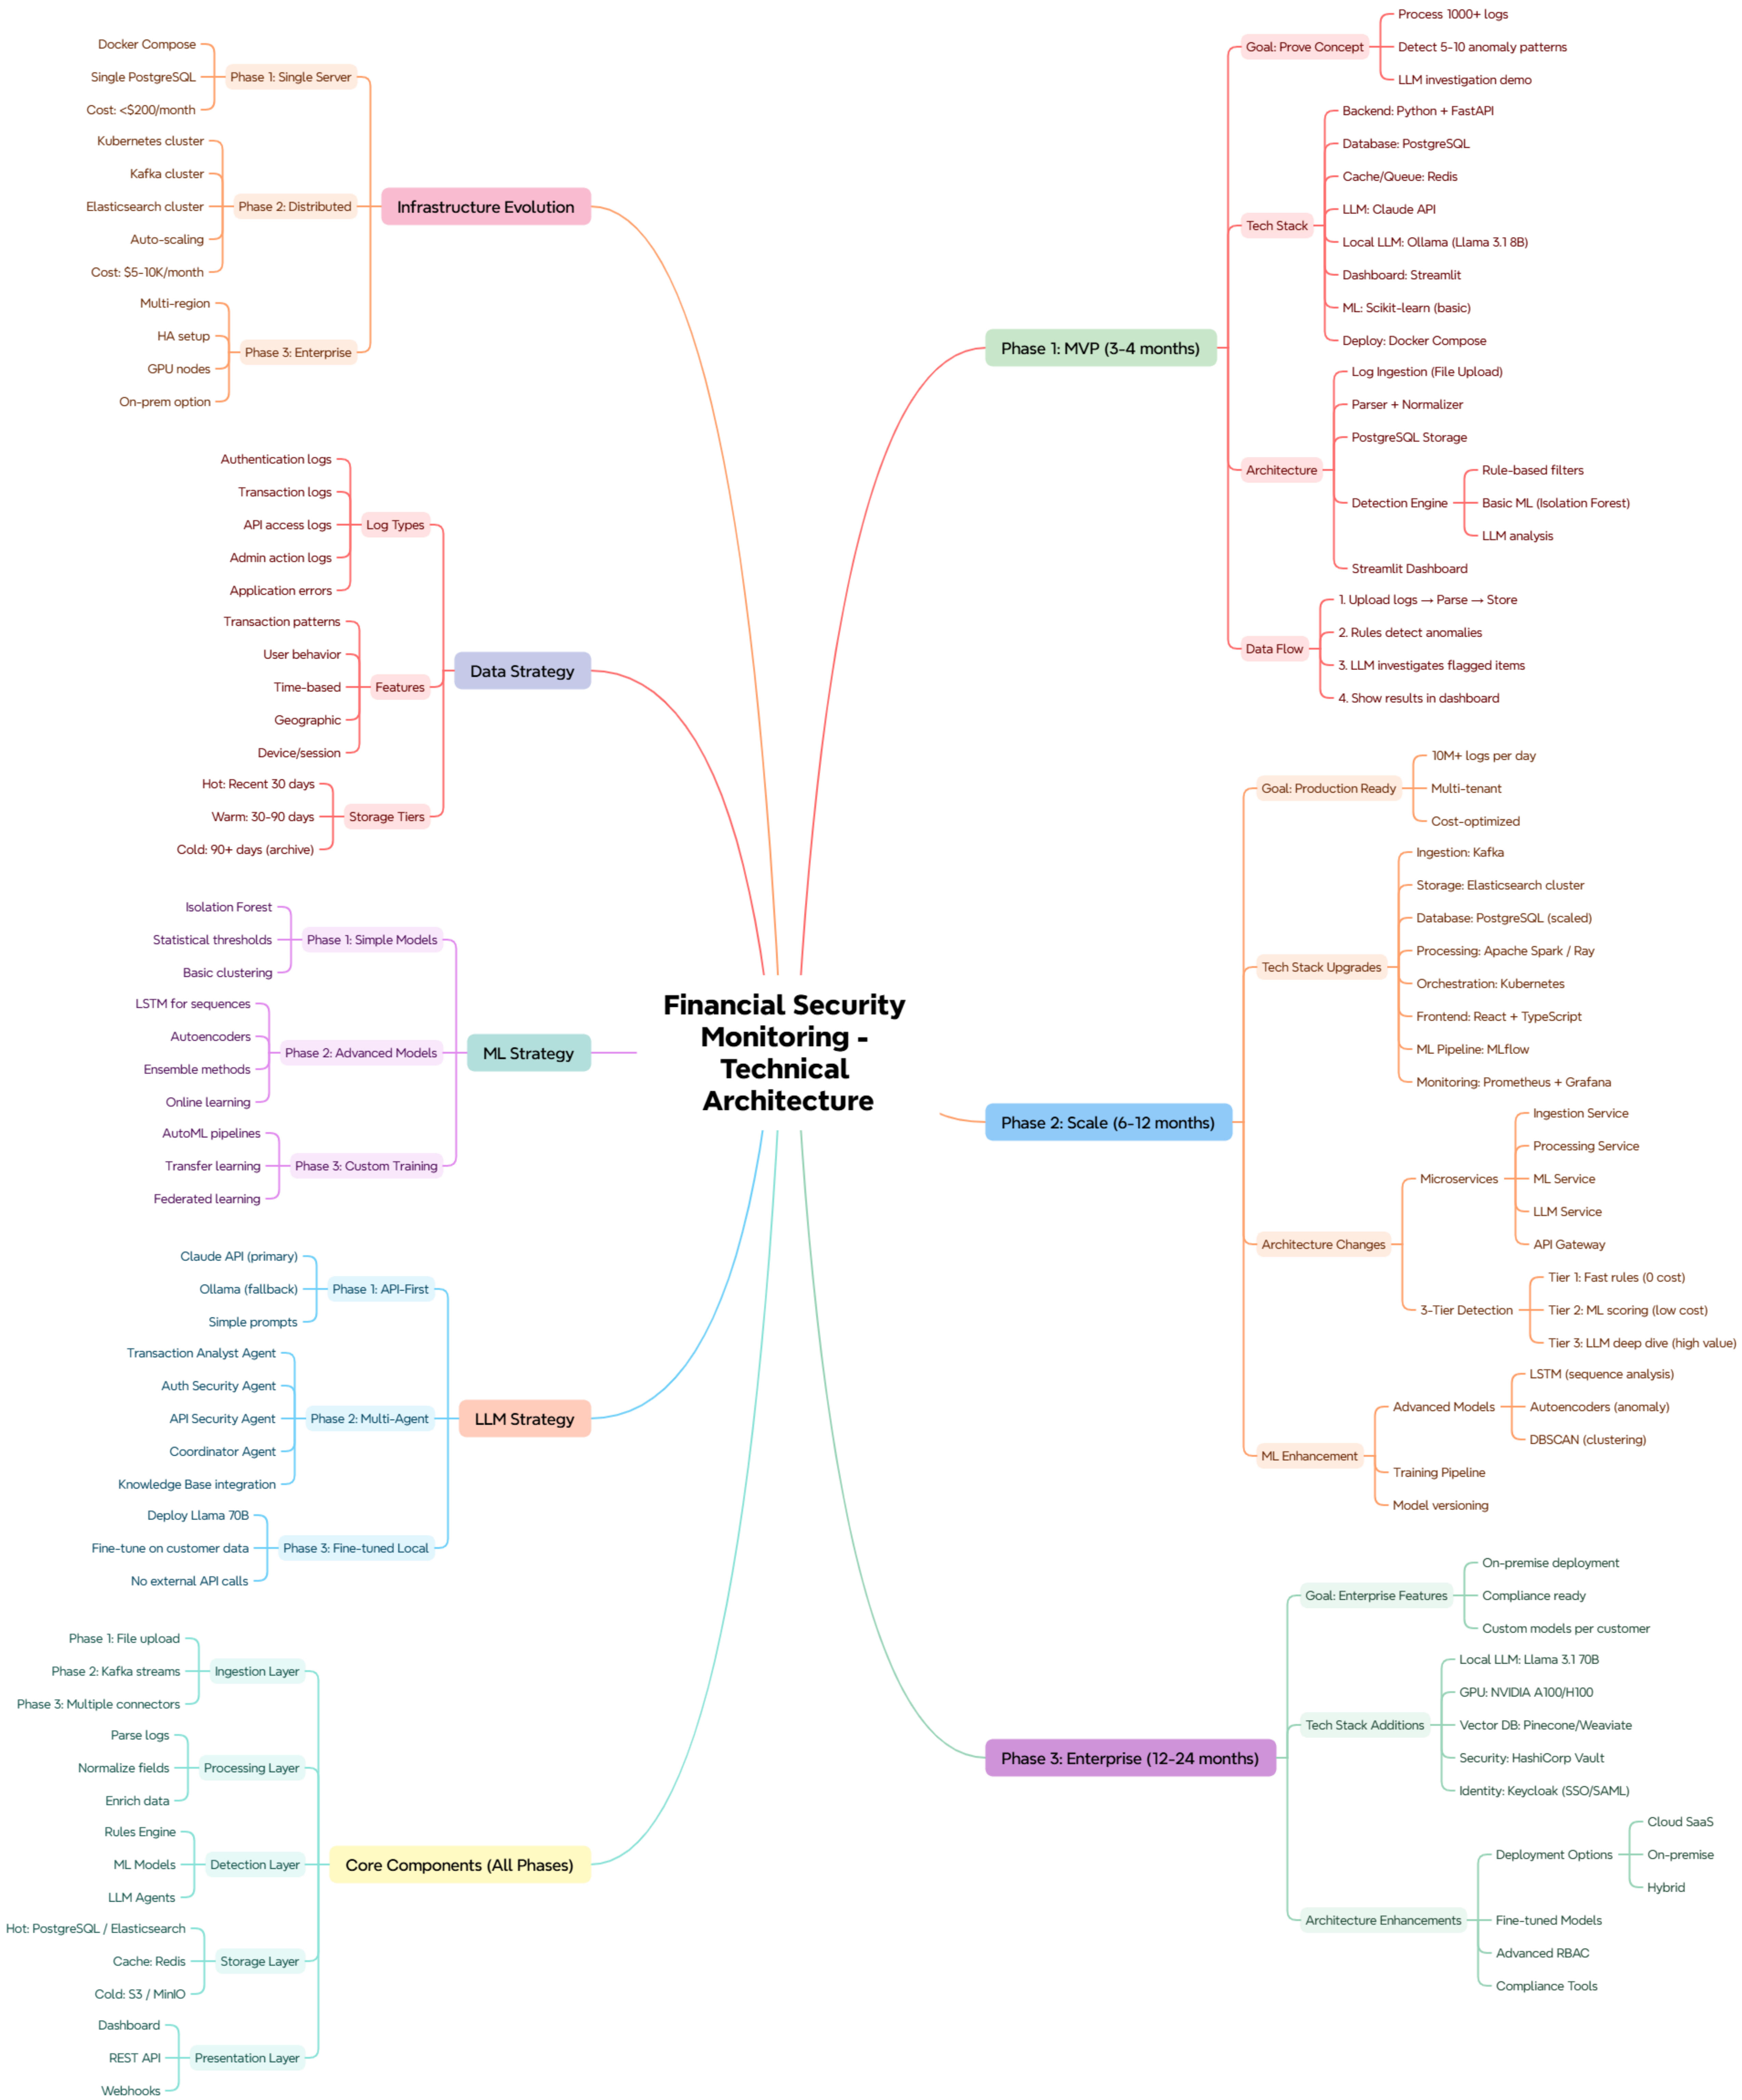 Financial Security
Monitoring -
Technical
Architecture
Phase 1: MVP (3-4 months)
Goal: Prove Concept
Process 1000+ logs
Detect 5-10 anomaly patterns
LLM investigation demo
Tech Stack
Backend: Python + FastAPI
Database: PostgreSQL
Cache/Queue: Redis
LLM: Claude API
Local LLM: Ollama (Llama 3.1 8B)
Dashboard: Streamlit
ML: Scikit-learn (basic)
Deploy: Docker Compose
Architecture
Log Ingestion (File Upload)
Parser + Normalizer
PostgreSQL Storage
Detection Engine
Rule-based filters
Basic ML (Isolation Forest)
LLM analysis
Streamlit Dashboard
Data Flow
1. Upload logs → Parse → Store
2. Rules detect anomalies
3. LLM investigates flagged items
4. Show results in dashboard
Phase 2: Scale (6-12 months)
Goal: Production Ready
10M+ logs per day
Multi-tenant
Cost-optimized
Tech Stack Upgrades
Ingestion: Kafka
Storage: Elasticsearch cluster
Database: PostgreSQL (scaled)
Processing: Apache Spark / Ray
Orchestration: Kubernetes
Frontend: React + TypeScript
ML Pipeline: MLflow
Monitoring: Prometheus + Grafana
Architecture Changes
Microservices
Ingestion Service
Processing Service
ML Service
LLM Service
API Gateway
3-Tier Detection
Tier 1: Fast rules (0 cost)
Tier 2: ML scoring (low cost)
Tier 3: LLM deep dive (high value)
ML Enhancement
Advanced Models
LSTM (sequence analysis)
Autoencoders (anomaly)
DBSCAN (clustering)
Training Pipeline
Model versioning
Phase 3: Enterprise (12-24 months)
Goal: Enterprise Features
On-premise deployment
Compliance ready
Custom models per customer
Tech Stack Additions
Local LLM: Llama 3.1 70B
GPU: NVIDIA A100/H100
Vector DB: Pinecone/Weaviate
Security: HashiCorp Vault
Identity: Keycloak (SSO/SAML)
Architecture Enhancements
Deployment Options
Cloud SaaS
On-premise
Hybrid
Fine-tuned Models
Advanced RBAC
Compliance Tools
Infrastructure Evolution
Phase 1: Single Server
Docker Compose
Single PostgreSQL
Cost: <$200/month
Phase 2: Distributed
Kubernetes cluster
Kafka cluster
Elasticsearch cluster
Auto-scaling
Cost: $5-10K/month
Phase 3: Enterprise
Multi-region
HA setup
GPU nodes
On-prem option
Data Strategy
Log Types
Authentication logs
Transaction logs
API access logs
Admin action logs
Application errors
Features
Transaction patterns
User behavior
Time-based
Geographic
Device/session
Storage Tiers
Hot: Recent 30 days
Warm: 30-90 days
Cold: 90+ days (archive)
ML Strategy
Phase 1: Simple Models
Isolation Forest
Statistical thresholds
Basic clustering
Phase 2: Advanced Models
LSTM for sequences
Autoencoders
Ensemble methods
Online learning
Phase 3: Custom Training
AutoML pipelines
Transfer learning
Federated learning
LLM Strategy
Phase 1: API-First
Claude API (primary)
Ollama (fallback)
Simple prompts
Phase 2: Multi-Agent
Transaction Analyst Agent
Auth Security Agent
API Security Agent
Coordinator Agent
Knowledge Base integration
Phase 3: Fine-tuned Local
Deploy Llama 70B
Fine-tune on customer data
No external API calls
Core Components (All Phases)
Ingestion Layer
Phase 1: File upload
Phase 2: Kafka streams
Phase 3: Multiple connectors
Processing Layer
Parse logs
Normalize fields
Enrich data
Detection Layer
Rules Engine
ML Models
LLM Agents
Storage Layer
Hot: PostgreSQL / Elasticsearch
Cache: Redis
Cold: S3 / MinIO
Presentation Layer
Dashboard
REST API
Webhooks